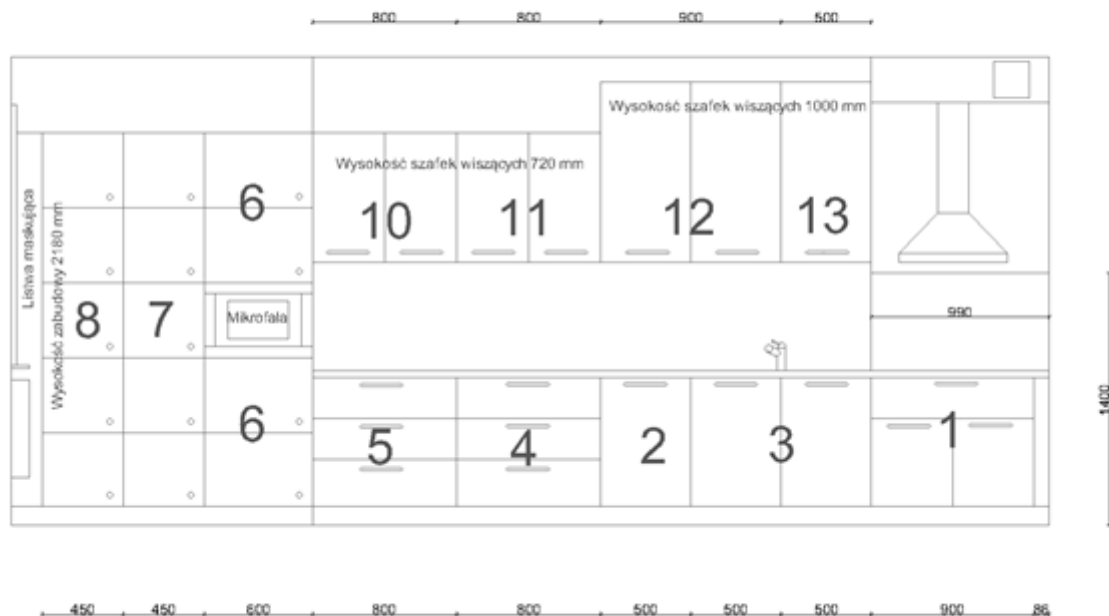 800 800 900 500
Wysokość szafek wiszących 1000 mm
Wysokość szafek wiszących 720 mm
6
10 11 12 13
Listwa maskująca
Wysokość zabudowy 2180 mm
8 7
Mikrofala
990
1400
6
5 4 2 3 1
450 450 600 800 800 500 500 500 900 86